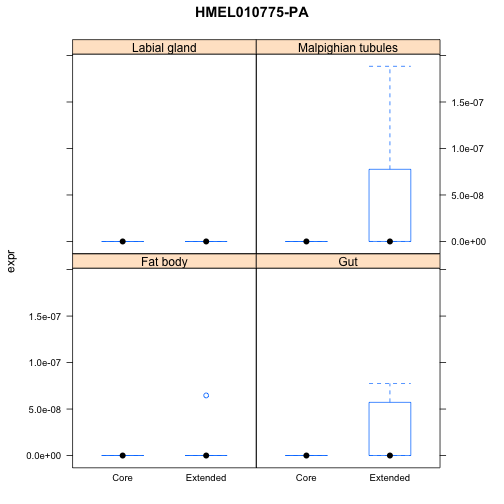 HMEL010775-PA
Labial gland Malpighian tubules
1.5e-07
1.0e-07
5.0e-08
0.0e+00
expr
Fat body Gut
1.5e-07
1.0e-07
5.0e-08
0.0e+00
Core Extended Core Extended